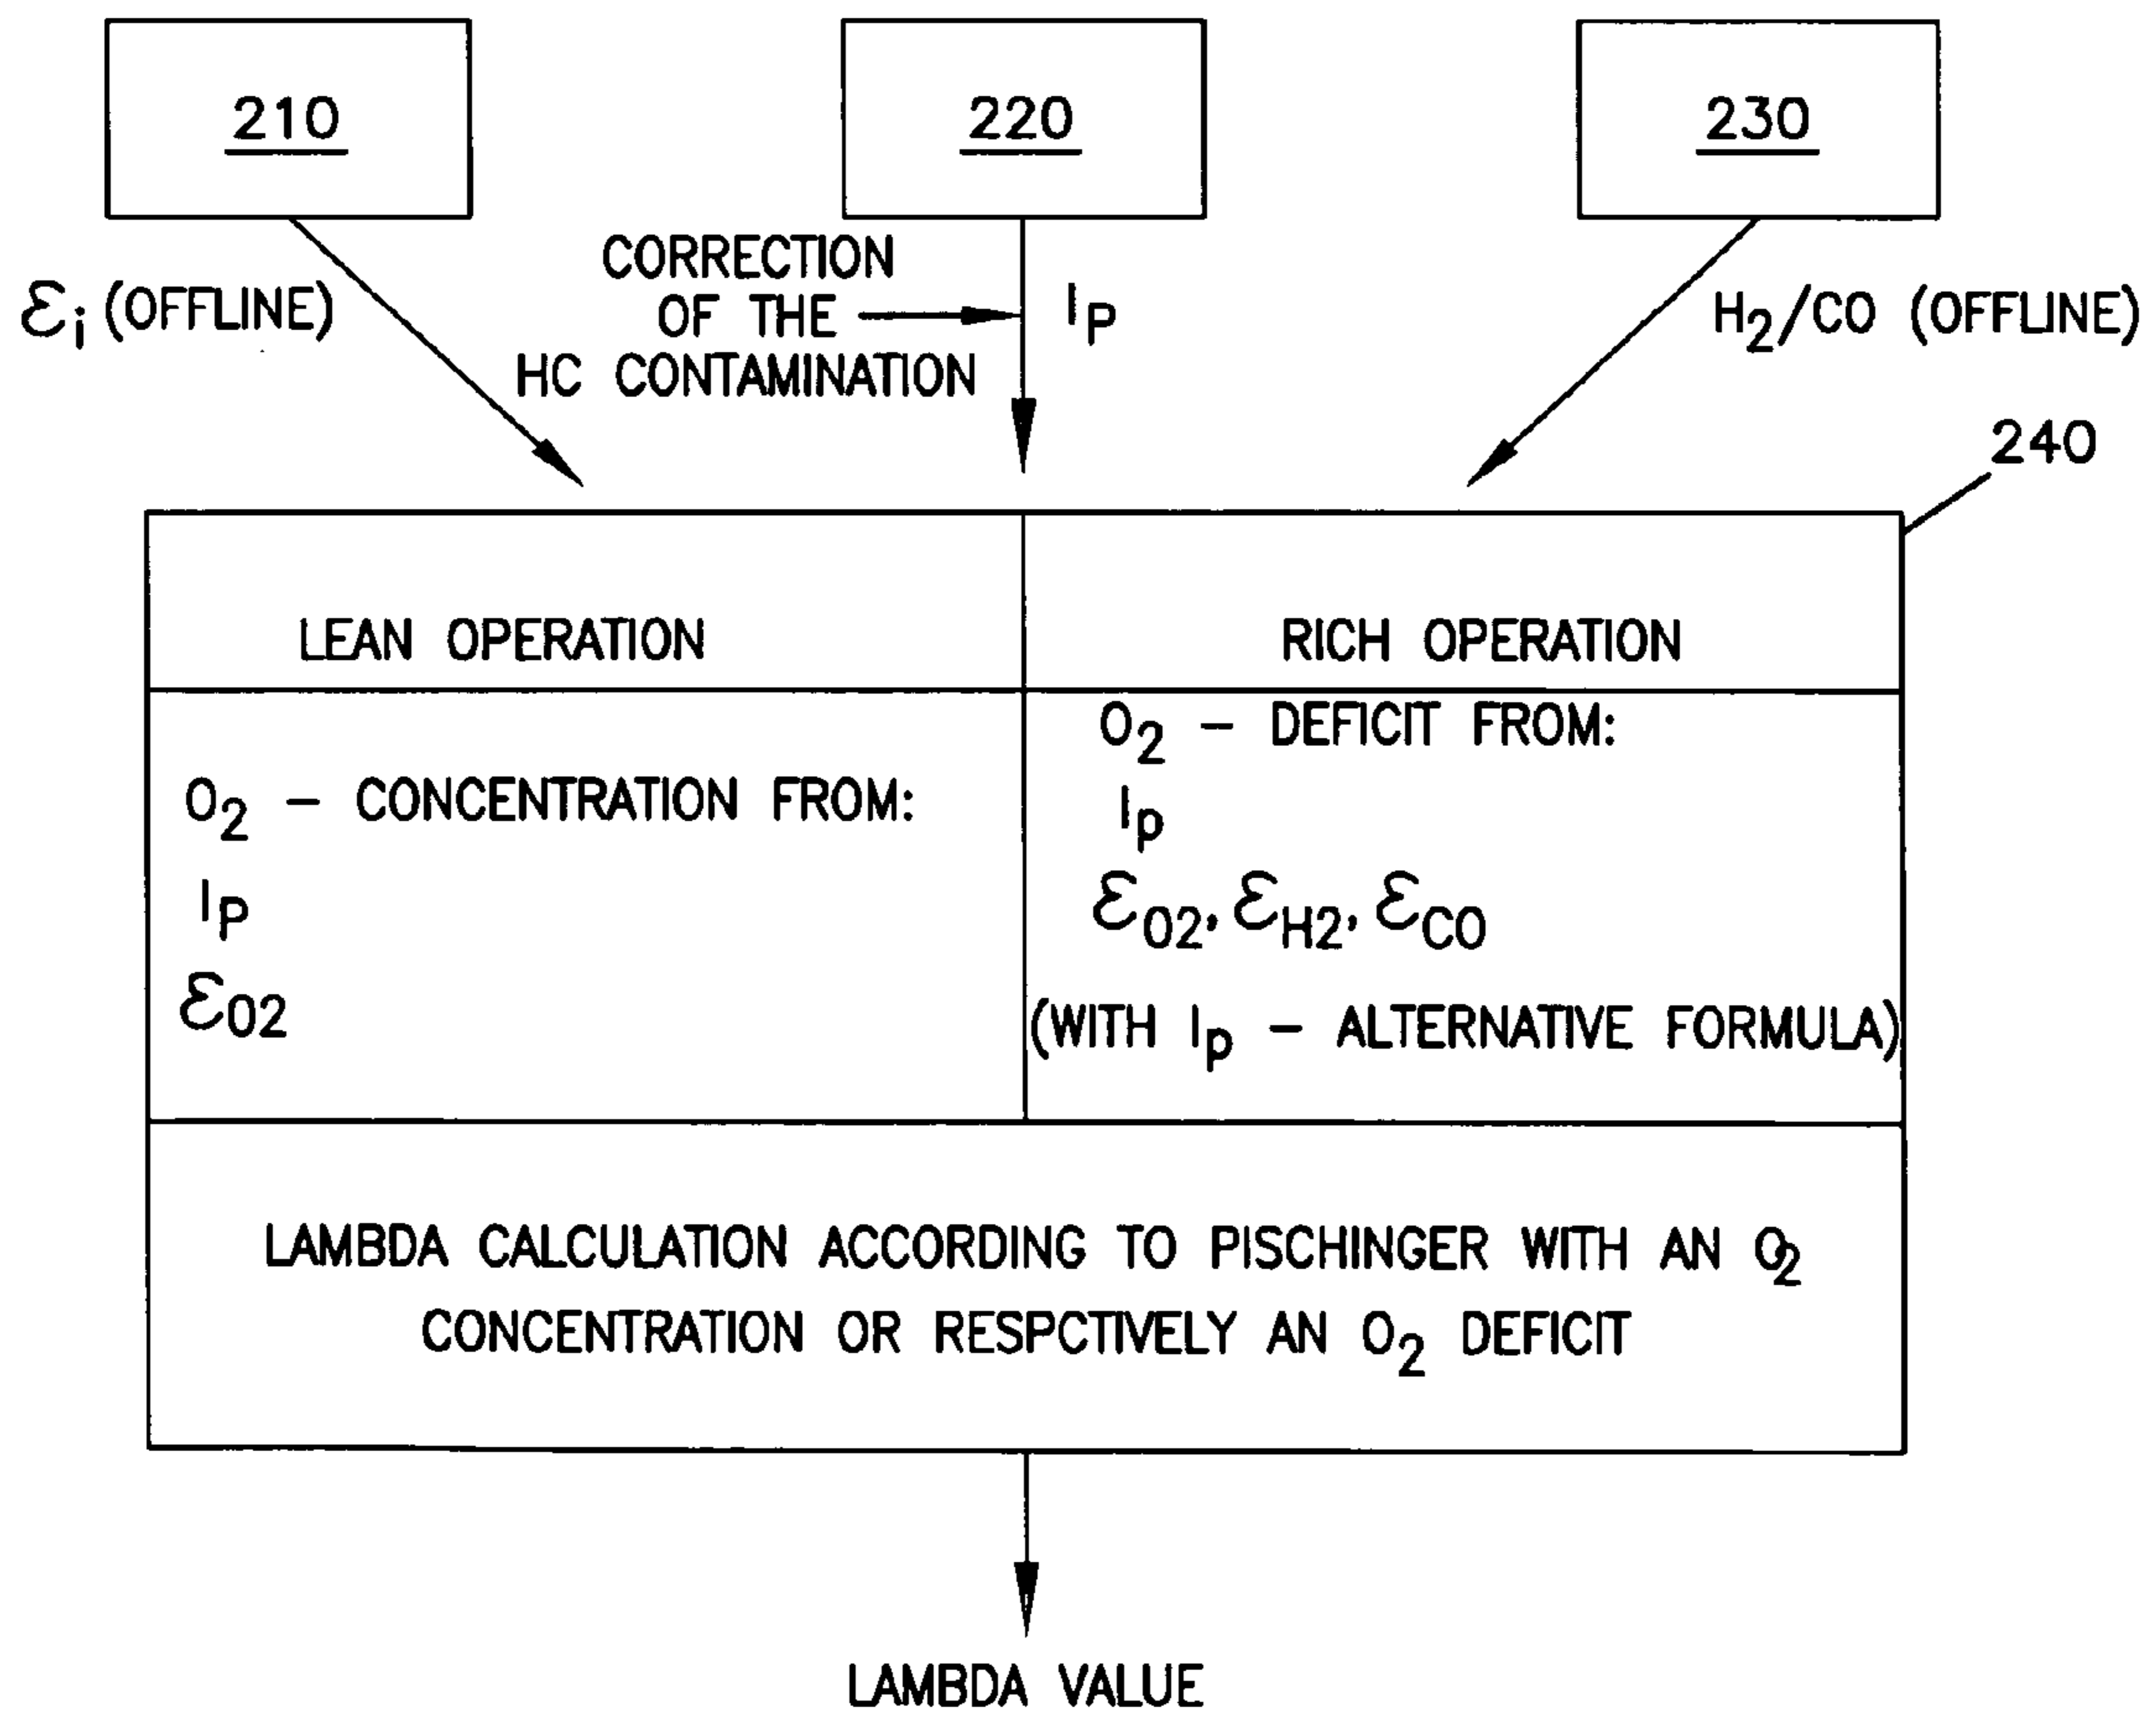 210
220
230
CORRECTION
OF THE
HC CONTAMINATION
εi (OFFLINE)
IP
H2/CO (OFFLINE)
240
LEAN OPERATION
RICH OPERATION
O2 – CONCENTRATION FROM:
IP
εO2
O2 – DEFICIT FROM:
Ip
εO2, εH2, εCO
(WITH Ip – ALTERNATIVE FORMULA)
LAMBDA CALCULATION ACCORDING TO PISCHINGER WITH AN O2
CONCENTRATION OR RESPCTIVELY AN O2 DEFICIT
LAMBDA VALUE